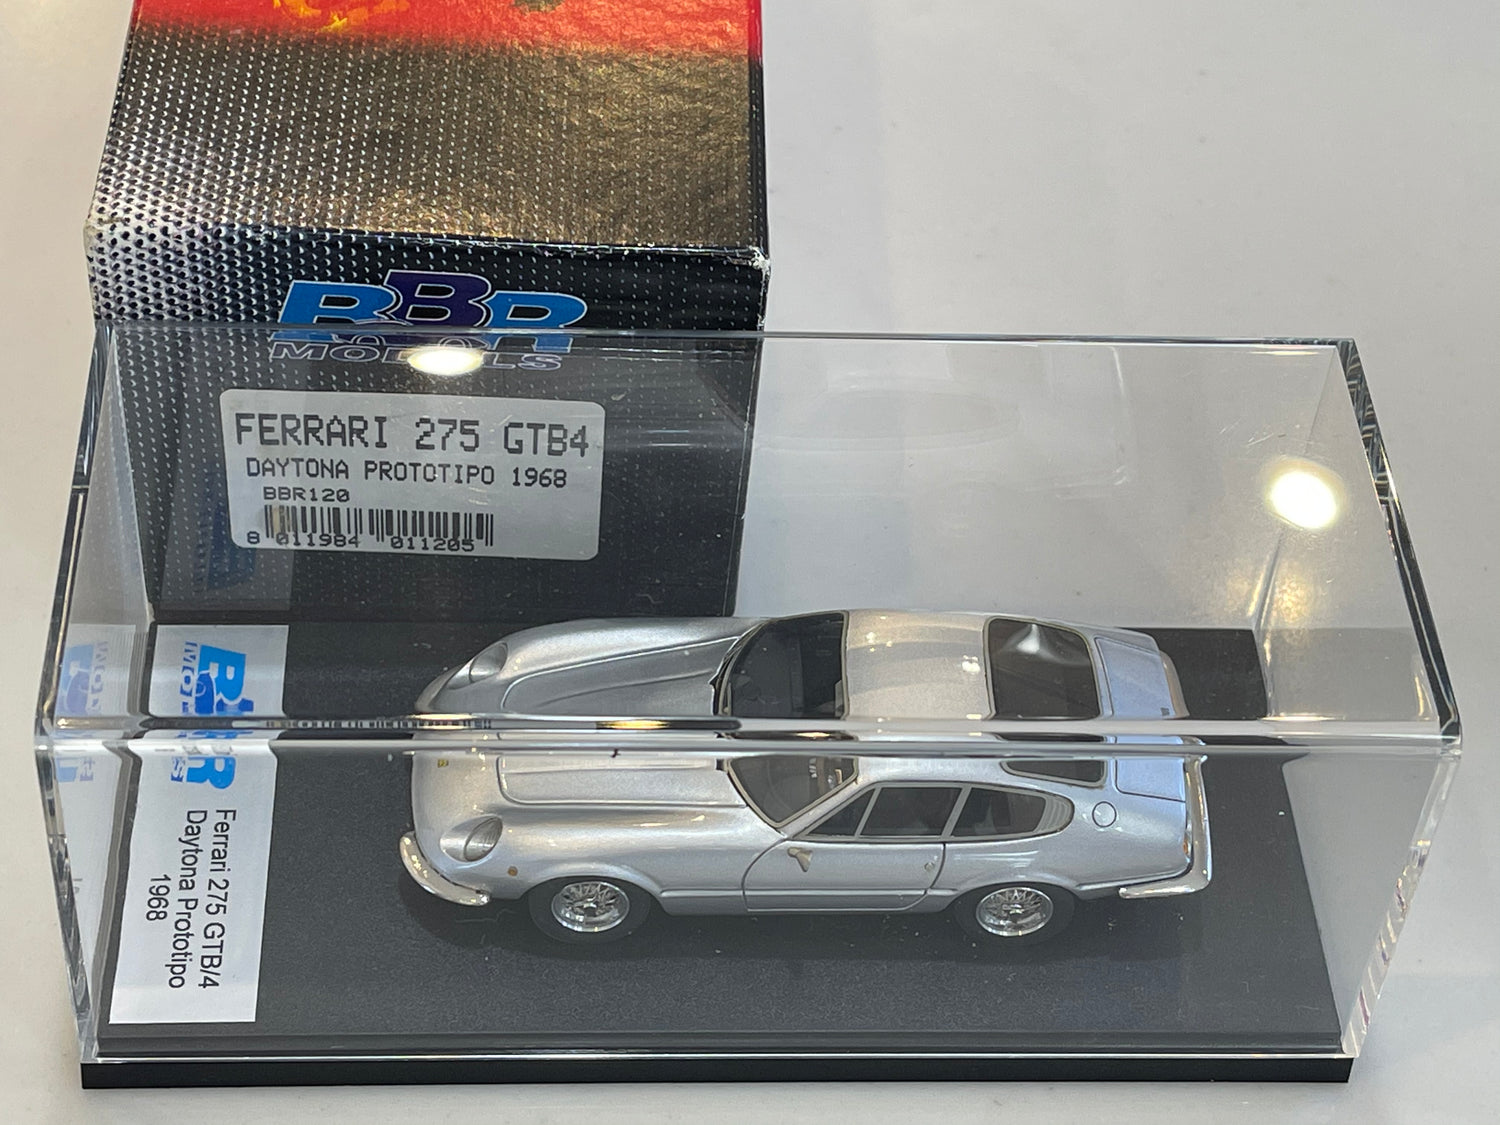 BBR
MODELS
FERRARI 275 GTB4
DAYTONA PROTOTIPO 1968
BBR120
8 011984 011205
BBR
Ferrari 275 GTB/4
Daytona Prototipo
1968